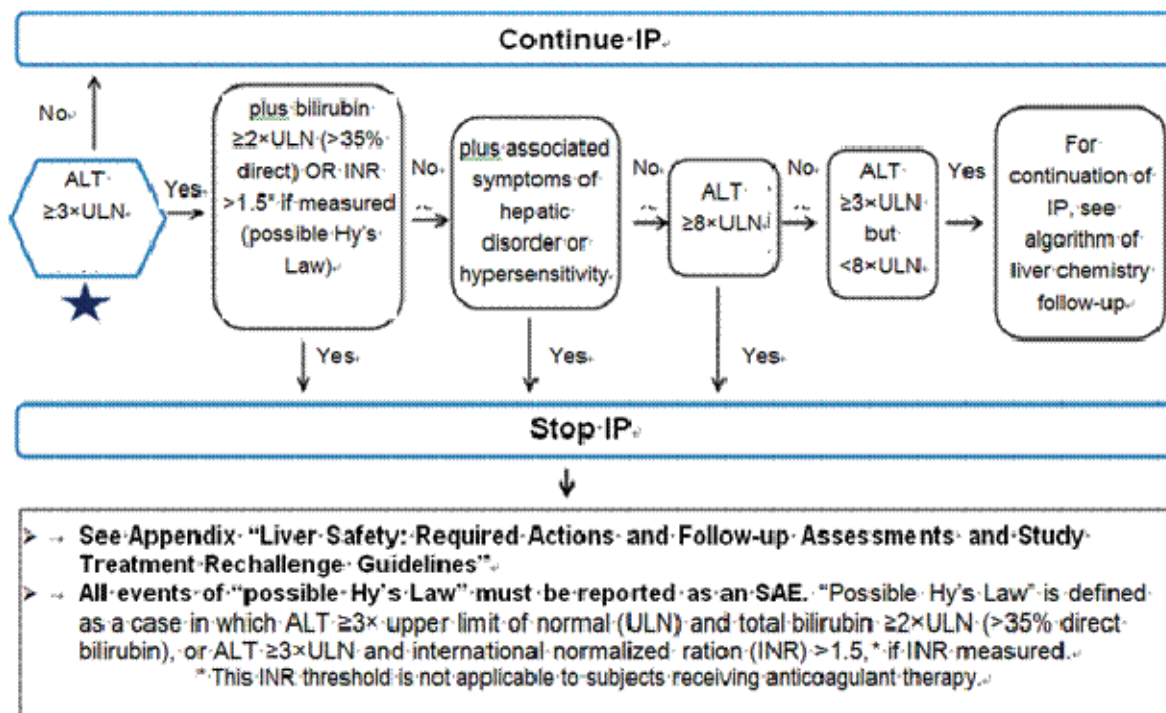 Continue IP
No
plus bilirubin
≥2×ULN (>35%
direct) OR INR
>1.5* if measured
(possible Hy's
Law)
plus associated
symptoms of
hepatic
disorder or
hypersensitivity
For
continuation of
IP, see
algorithm of
liver chemistry
follow-up
ALT
≥3×ULN
Yes
No
No
ALT
≥8×ULN
No
ALT
≥3×ULN
but
<8×ULN
Yes
Yes
Yes
Yes
Stop IP
See Appendix "Liver Safety: Required Actions and Follow-up Assessments and Study
Treatment Rechallenge Guidelines"
All events of "possible Hy's Law" must be reported as an SAE. "Possible Hy's Law" is defined
as a case in which ALT ≥3× upper limit of normal (ULN) and total bilirubin ≥2×ULN (>35% direct
bilirubin), or ALT ≥3×ULN and international normalized ration (INR) >1.5,* if INR measured.
* This INR threshold is not applicable to subjects receiving anticoagulant therapy.